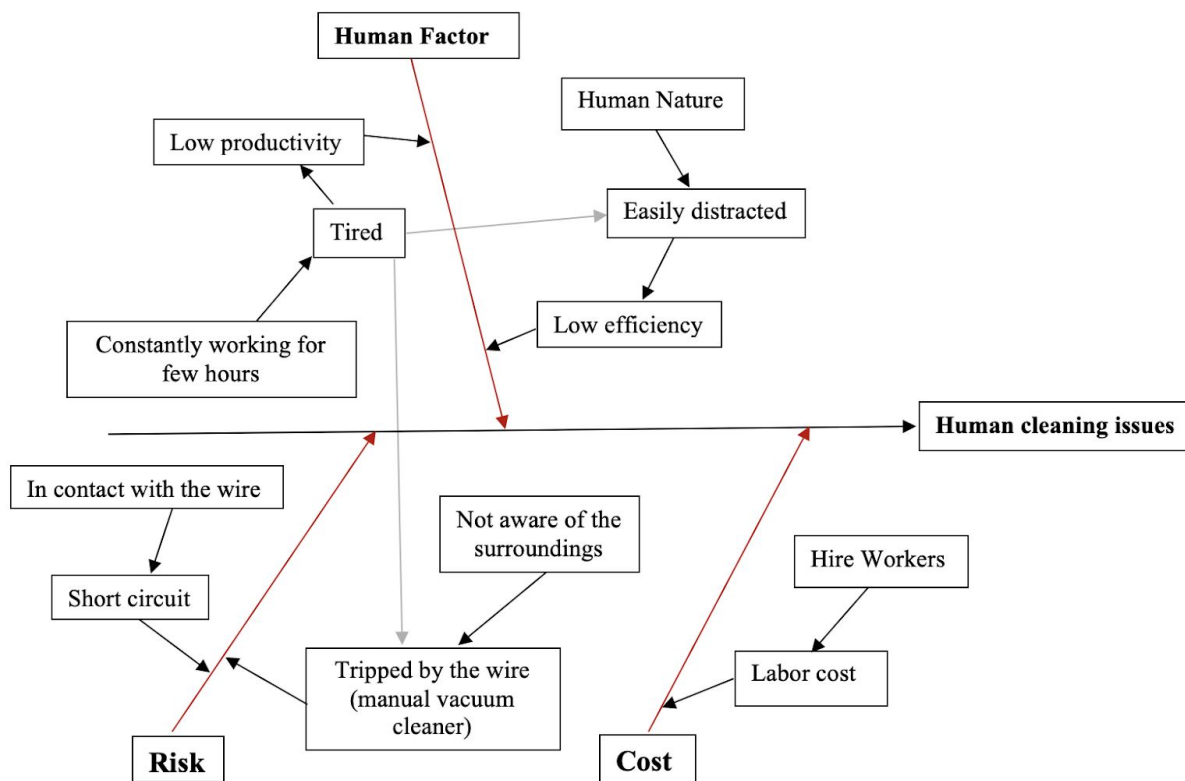 Human Factor
Human Nature
Low productivity
Easily distracted
Tired
Low efficiency
Constantly working for
few hours
Human cleaning issues
In contact with the wire
Not aware of the
surroundings
Hire Workers
Short circuit
Tripped by the wire
(manual vacuum
cleaner)
Labor cost
Risk
Cost